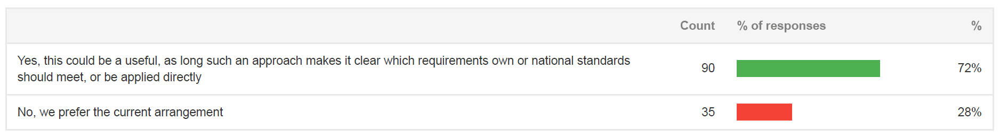 Count % of responses %
Yes, this could be a useful, as long such an approach makes it clear which requirements own or national standards
should meet, or be applied directly
90 72%
No, we prefer the current arrangement 35 28%